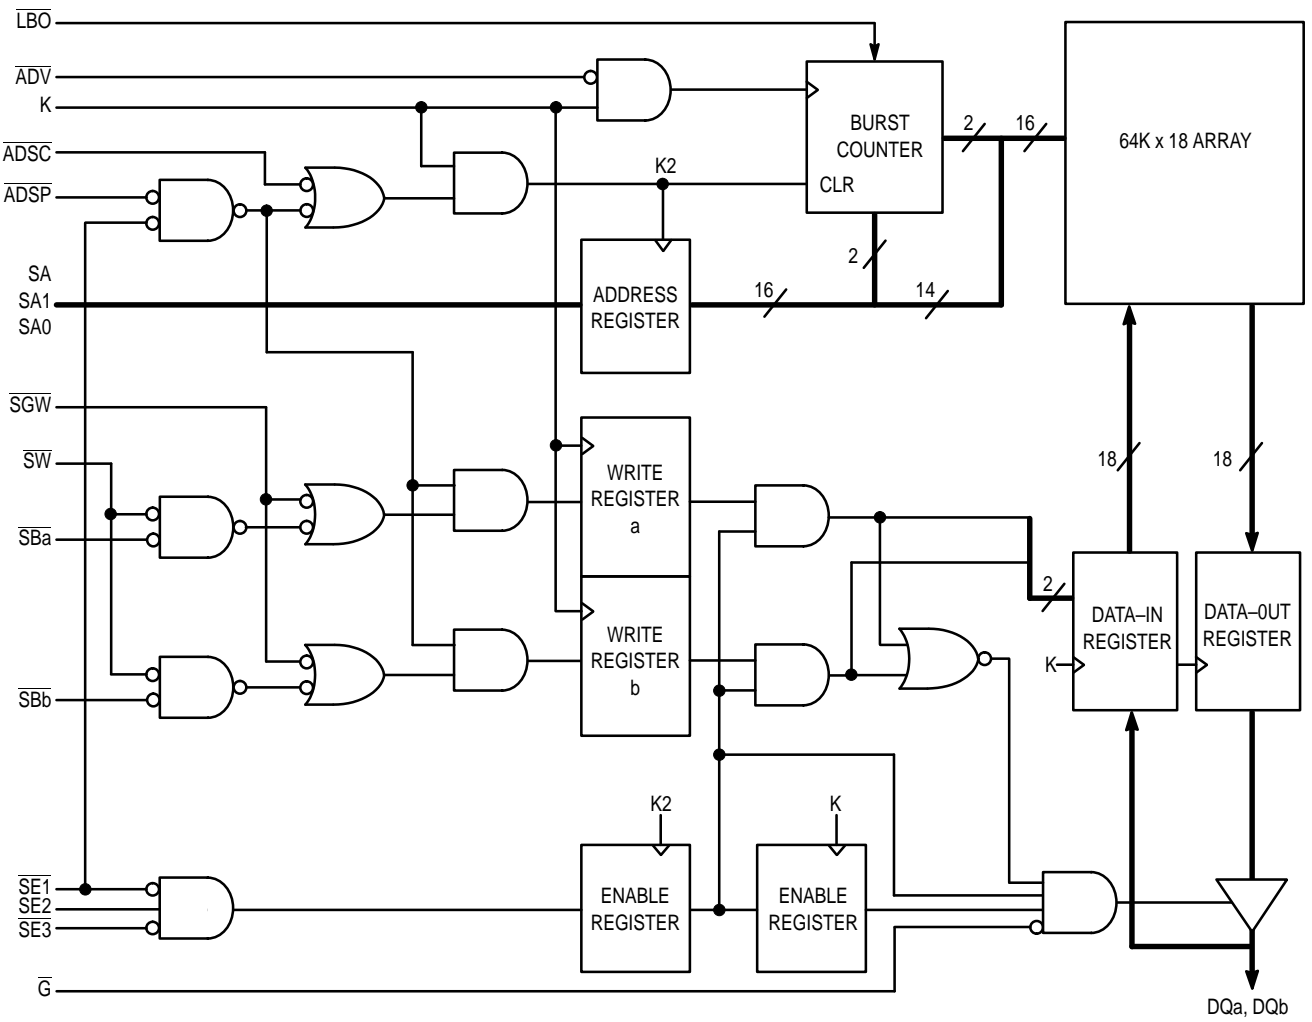 LBO
ADV
K
ADSC
ADSP
SA
SA1
SA0
SGW
SW
SBa
SBb
SE1
SE2
SE3
G
K2
BURST
COUNTER
CLR
2
16
64K x 18 ARRAY
2
ADDRESS
REGISTER
16
14
WRITE
REGISTER
a
WRITE
REGISTER
b
18
18
2
DATA–IN
REGISTER
K
DATA–0UT
REGISTER
K2
ENABLE
REGISTER
K
ENABLE
REGISTER
DQa, DQb